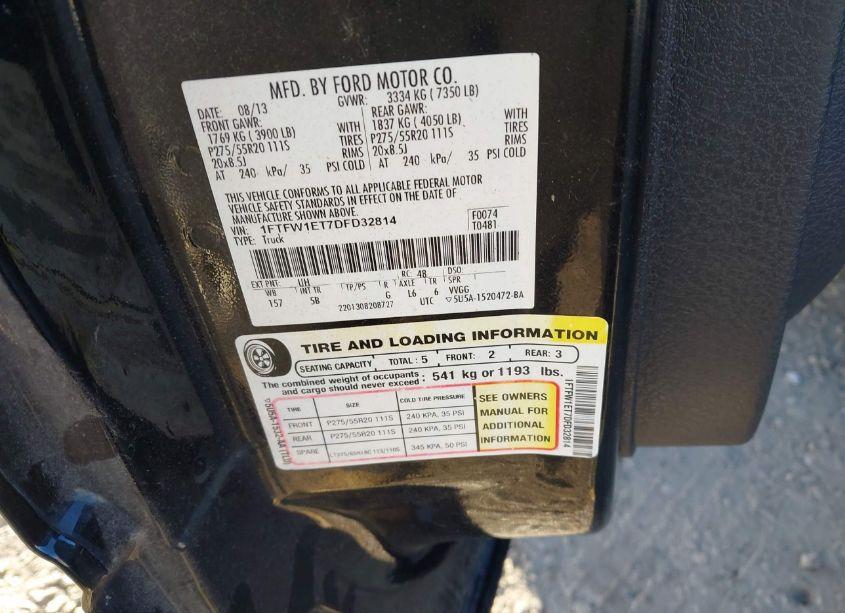 MFD. BY FORD MOTOR CO.
DATE: 08/13 GVWR: 3334 KG ( 7350 LB)
FRONT GAWR: REAR GAWR:
1769 KG ( 3900 LB) WITH 1837 KG ( 4050 LB) WITH
P275/55R20 111S TIRES P275/55R20 111S TIRES
20x8.5J RIMS 20x8.5J RIMS
AT 240 kPa/ 35 PSI COLD AT 240 kPa/ 35 PSI COLD
THIS VEHICLE CONFORMS TO ALL APPLICABLE FEDERAL MOTOR
VEHICLE SAFETY STANDARDS IN EFFECT ON THE DATE OF
MANUFACTURE SHOWN ABOVE.
VIN: 1FTFW1ET7DFD32814 F0074
TYPE: Truck T0481
EXT PNT: UH RC: 48 DSO:
WB INT TR TP/PS R AXLE TR SPR
157 5B G L6 6 VVGG
2201308208727 UTC ▽5U5A-1520472-BA
TIRE AND LOADING INFORMATION
SEATING CAPACITY TOTAL : 5 FRONT: 2 REAR: 3
The combined weight of occupants and cargo should never exceed : 541 kg or 1193 lbs.
TIRE SIZE COLD TIRE PRESSURE
FRONT P275/55R20 111S 240 KPA, 35 PSI
REAR P275/55R20 111S 240 KPA, 35 PSI
SPARE 345 KPA, 50 PSI
SEE OWNERS
MANUAL FOR
ADDITIONAL
INFORMATION
1FTFW1ET7DFD32814